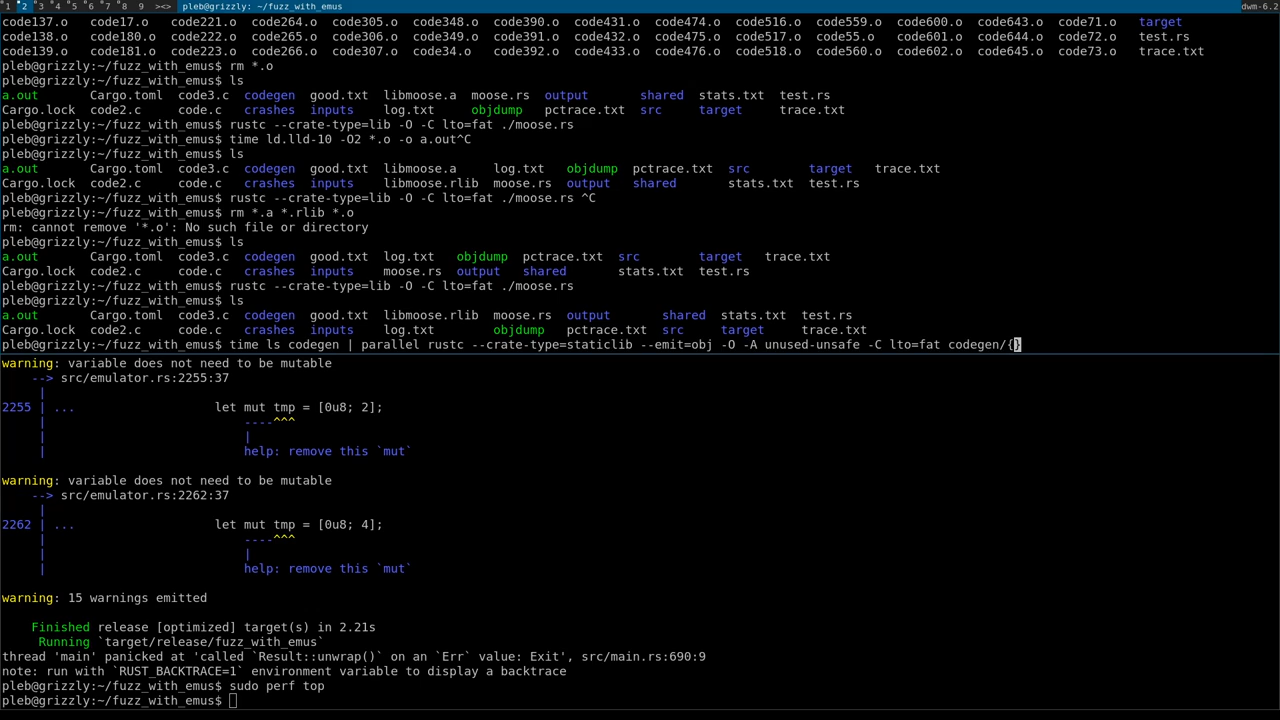 1 2 3 4 5 6 7 8 9 ><> pleb@grizzly: ~/fuzz_with_emus dwm-6.2
code137.o code17.o code221.o code264.o code305.o code348.o code390.o code431.o code474.o code516.o code559.o code600.o code643.o code71.o target
code138.o code180.o code222.o code265.o code306.o code349.o code391.o code432.o code475.o code517.o code55.o code601.o code644.o code72.o test.rs
code139.o code181.o code223.o code266.o code307.o code34.o code392.o code433.o code476.o code518.o code560.o code602.o code645.o code73.o trace.txt
pleb@grizzly:~/fuzz_with_emus$ rm *.o
pleb@grizzly:~/fuzz_with_emus$ ls
a.out Cargo.toml code3.c codegen good.txt libmoose.a moose.rs output shared stats.txt test.rs
Cargo.lock code2.c code.c crashes inputs log.txt objdump pctrace.txt src target trace.txt
pleb@grizzly:~/fuzz_with_emus$ rustc --crate-type=lib -O -C lto=fat ./moose.rs
pleb@grizzly:~/fuzz_with_emus$ time ld.lld-10 -O2 *.o -o a.out^C
pleb@grizzly:~/fuzz_with_emus$ ls
a.out Cargo.toml code3.c codegen good.txt libmoose.a log.txt objdump pctrace.txt src target trace.txt
Cargo.lock code2.c code.c crashes inputs libmoose.rlib moose.rs output shared stats.txt test.rs
pleb@grizzly:~/fuzz_with_emus$ rustc --crate-type=lib -O -C lto=fat ./moose.rs ^C
pleb@grizzly:~/fuzz_with_emus$ rm *.a *.rlib *.o
rm: cannot remove '*.o': No such file or directory
pleb@grizzly:~/fuzz_with_emus$ ls
a.out Cargo.toml code3.c codegen good.txt log.txt objdump pctrace.txt src target trace.txt
Cargo.lock code2.c code.c crashes inputs moose.rs output shared stats.txt test.rs
pleb@grizzly:~/fuzz_with_emus$ rustc --crate-type=lib -O -C lto=fat ./moose.rs
pleb@grizzly:~/fuzz_with_emus$ ls
a.out Cargo.toml code3.c codegen good.txt libmoose.rlib moose.rs output shared stats.txt test.rs
Cargo.lock code2.c code.c crashes inputs log.txt objdump pctrace.txt src target trace.txt
pleb@grizzly:~/fuzz_with_emus$ time ls codegen | parallel rustc --crate-type=staticlib --emit=obj -O -A unused-unsafe -C lto=fat codegen/{}
warning: variable does not need to be mutable
--> src/emulator.rs:2255:37
|
2255 | ... let mut tmp = [0u8; 2];
| ----^^^
| |
| help: remove this `mut`
warning: variable does not need to be mutable
--> src/emulator.rs:2262:37
|
2262 | ... let mut tmp = [0u8; 4];
| ----^^^
| |
| help: remove this `mut`
warning: 15 warnings emitted
Finished release [optimized] target(s) in 2.21s
Running `target/release/fuzz_with_emus`
thread 'main' panicked at 'called `Result::unwrap()` on an `Err` value: Exit', src/main.rs:690:9
note: run with `RUST_BACKTRACE=1` environment variable to display a backtrace
pleb@grizzly:~/fuzz_with_emus$ sudo perf top
pleb@grizzly:~/fuzz_with_emus$